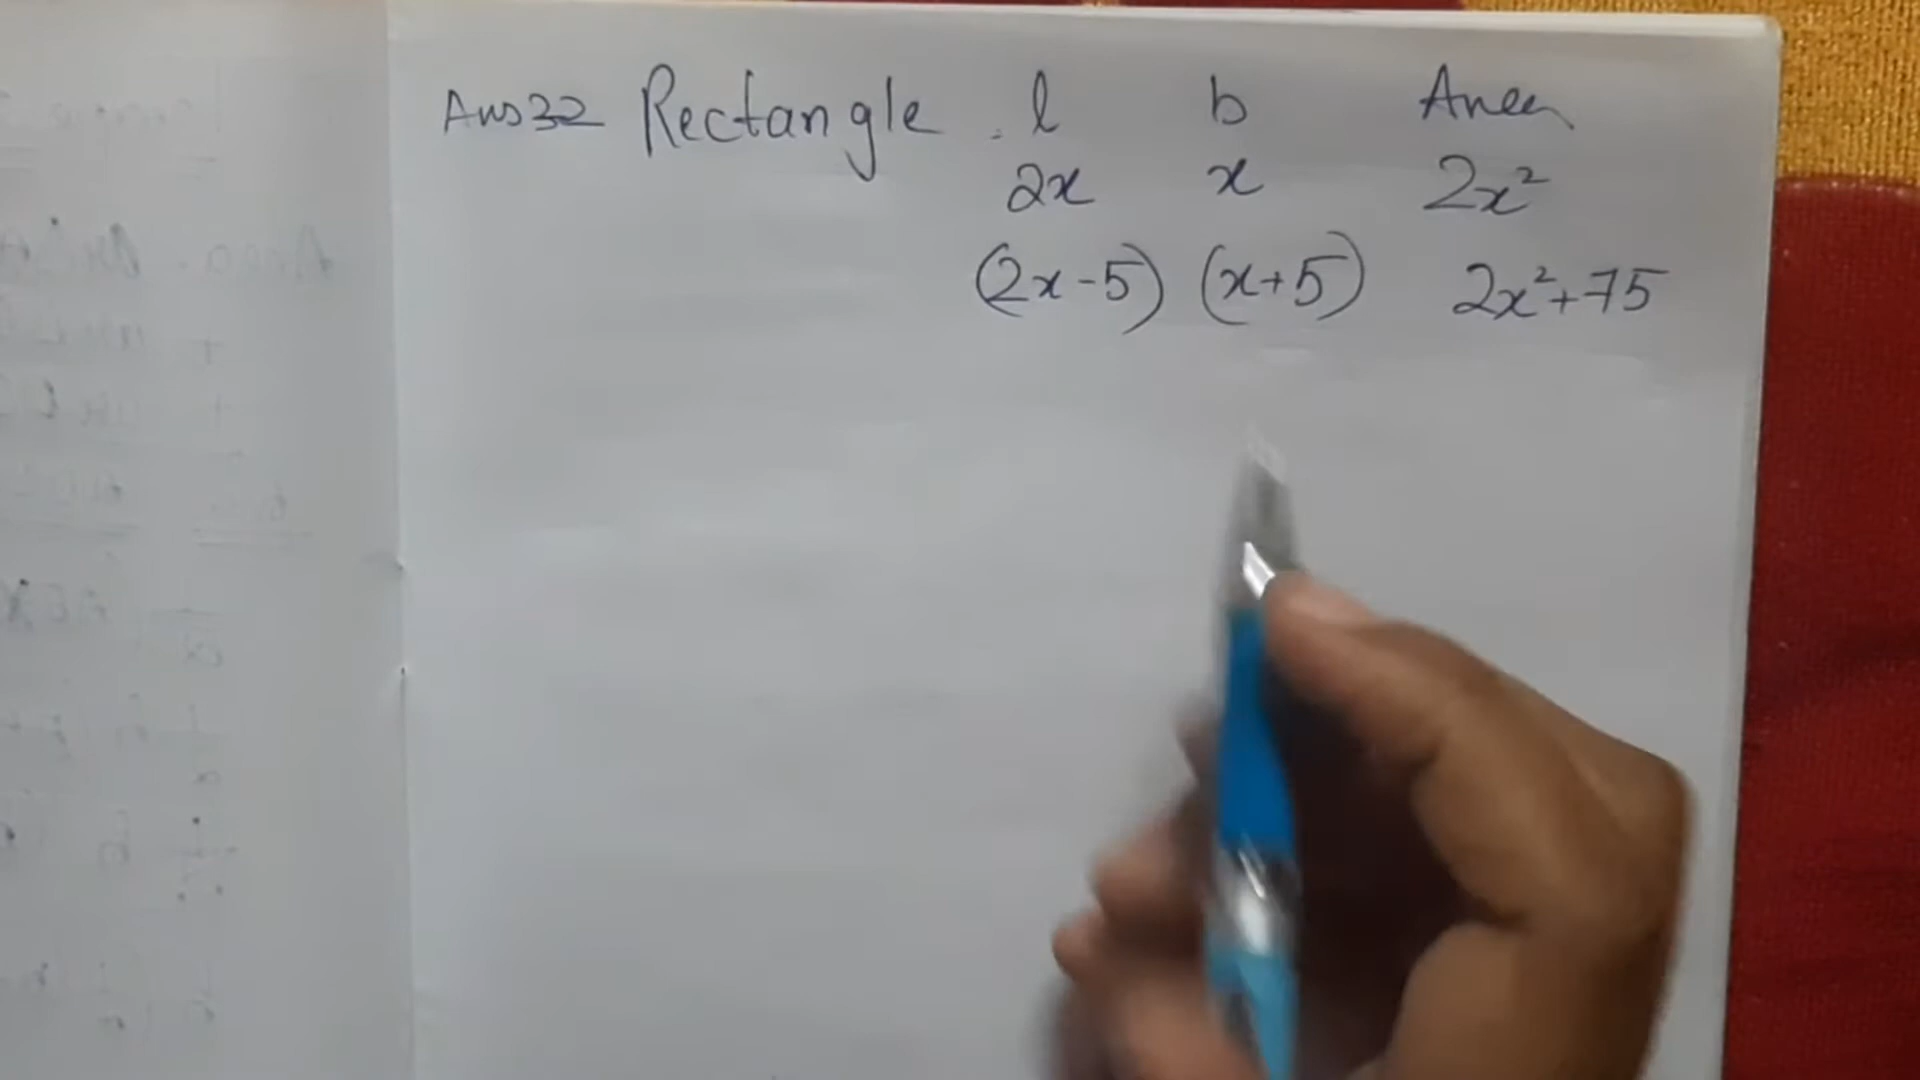 Ans 32 Rectangle . l b Area
2x x 2x²
(2x-5) (x+5) 2x²+75